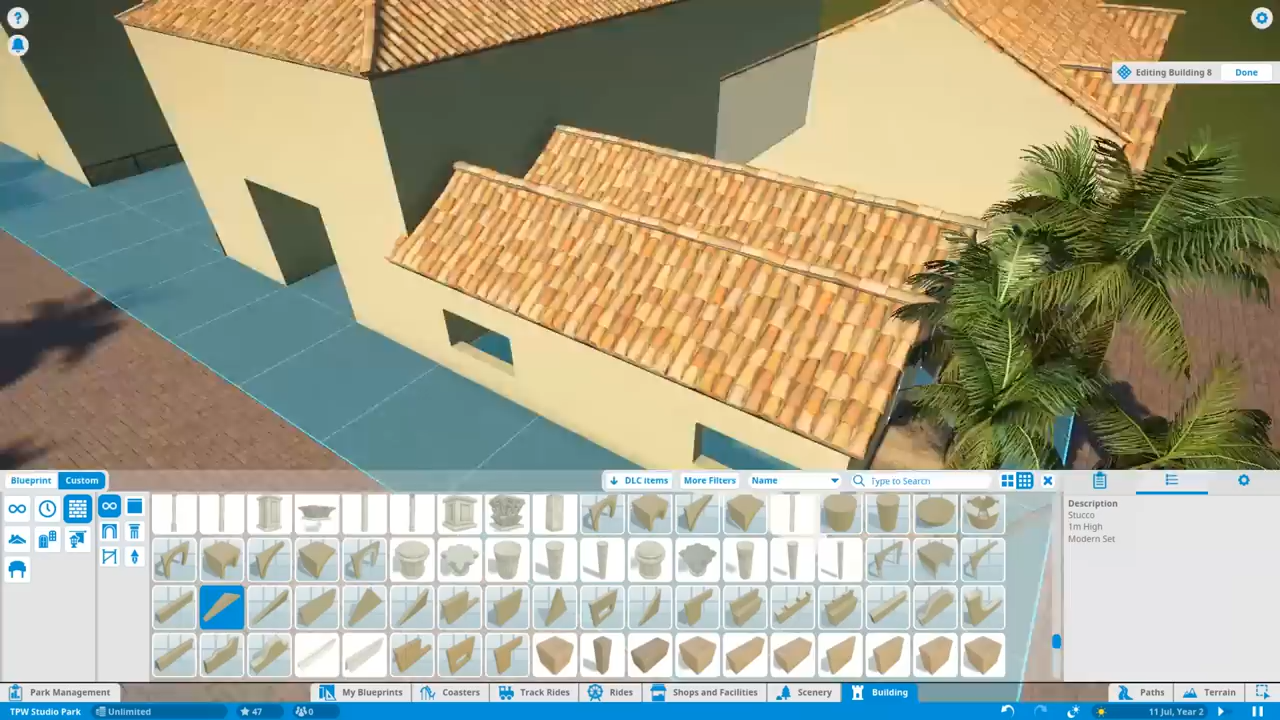 ?
Editing Building 8 Done
Blueprint Custom DLC items More Filters Name Type to Search
Description
Stucco
1m High
Modern Set
Park Management My Blueprints Coasters Track Rides Rides Shops and Facilities Scenery Building Paths Terrain
TPW Studio Park Unlimited 47 0 11 Jul, Year 2